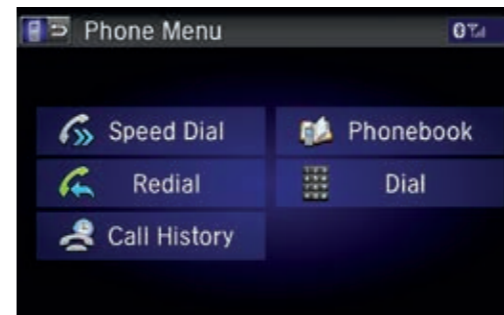 Phone Menu
Speed Dial
Phonebook
Redial
Dial
Call History